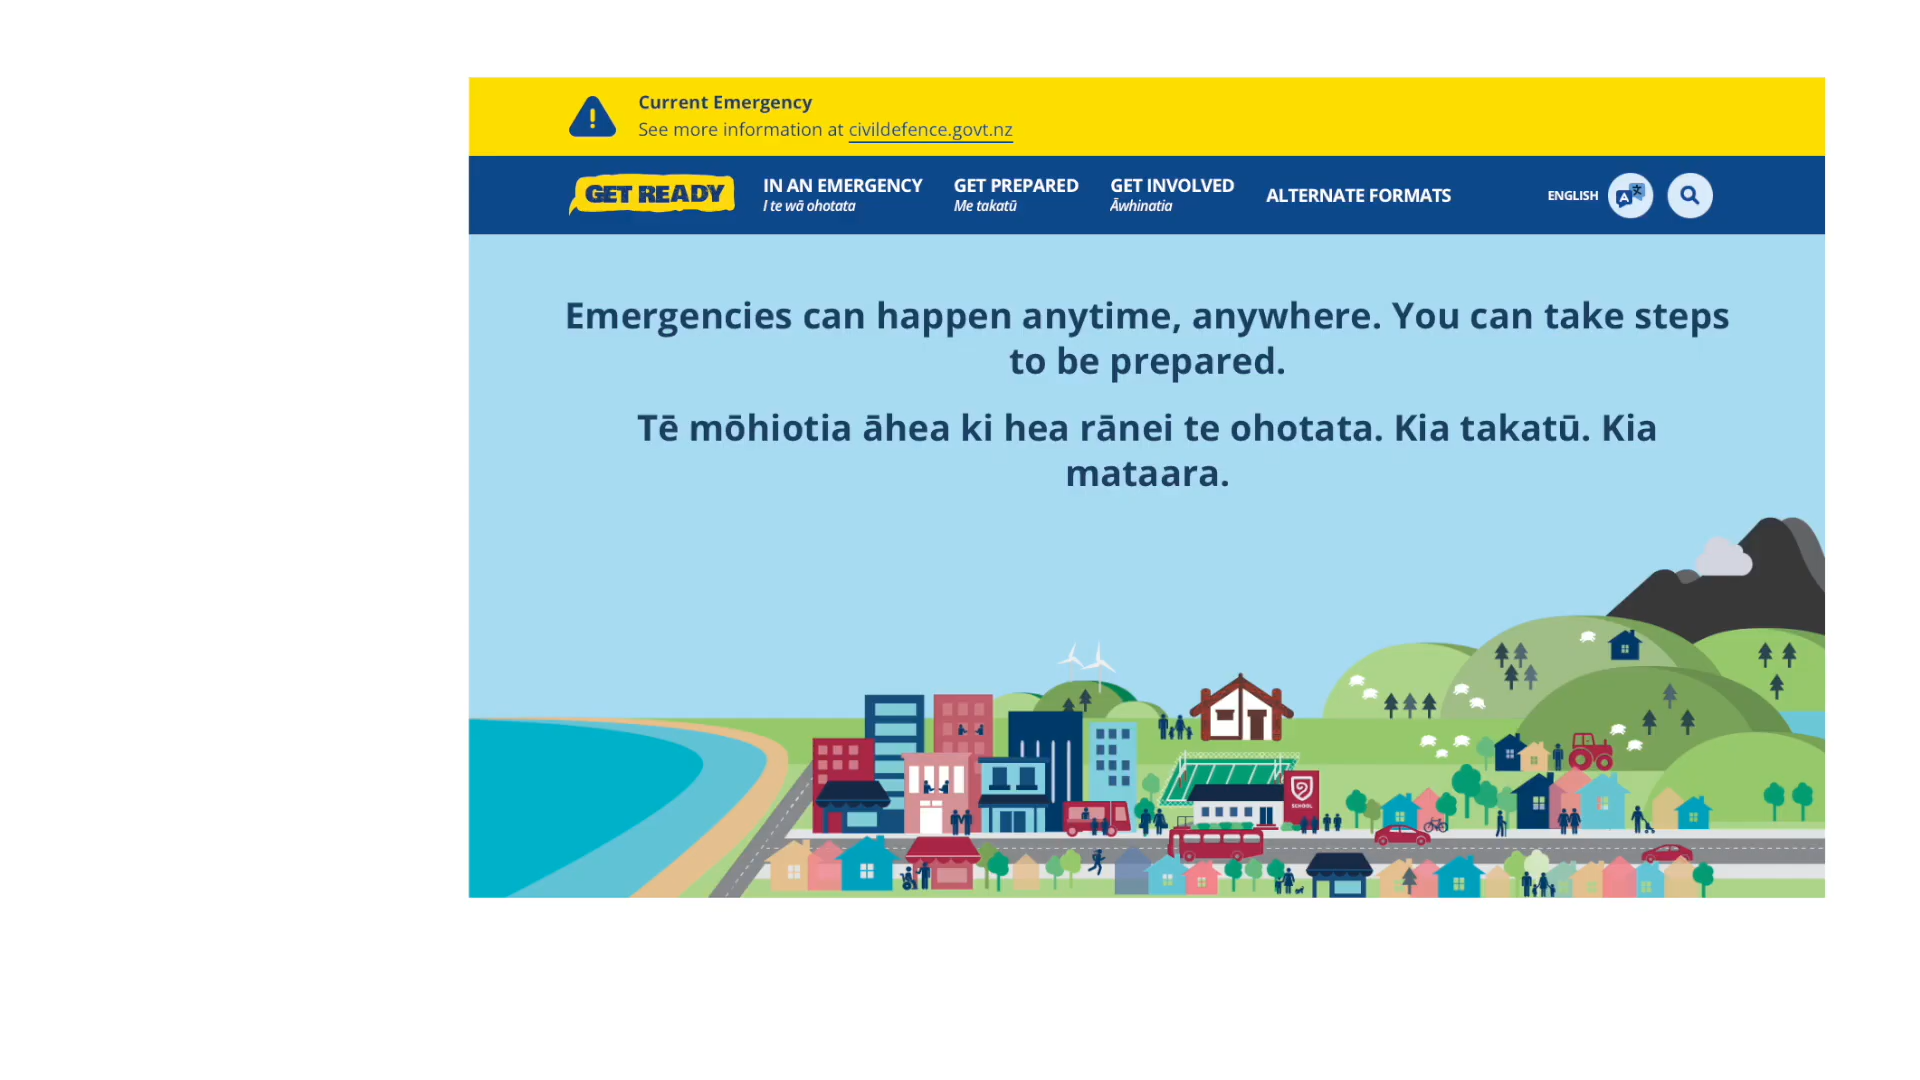 Current Emergency
See more information at civildefence.govt.nz
GET READY
IN AN EMERGENCY
I te wā ohotata
GET PREPARED
Me takatū
GET INVOLVED
Āwhinatia
ALTERNATE FORMATS
ENGLISH
Emergencies can happen anytime, anywhere. You can take steps
to be prepared.
Tē mōhiotia āhea ki hea rānei te ohotata. Kia takatū. Kia
mataara.
SCHOOL